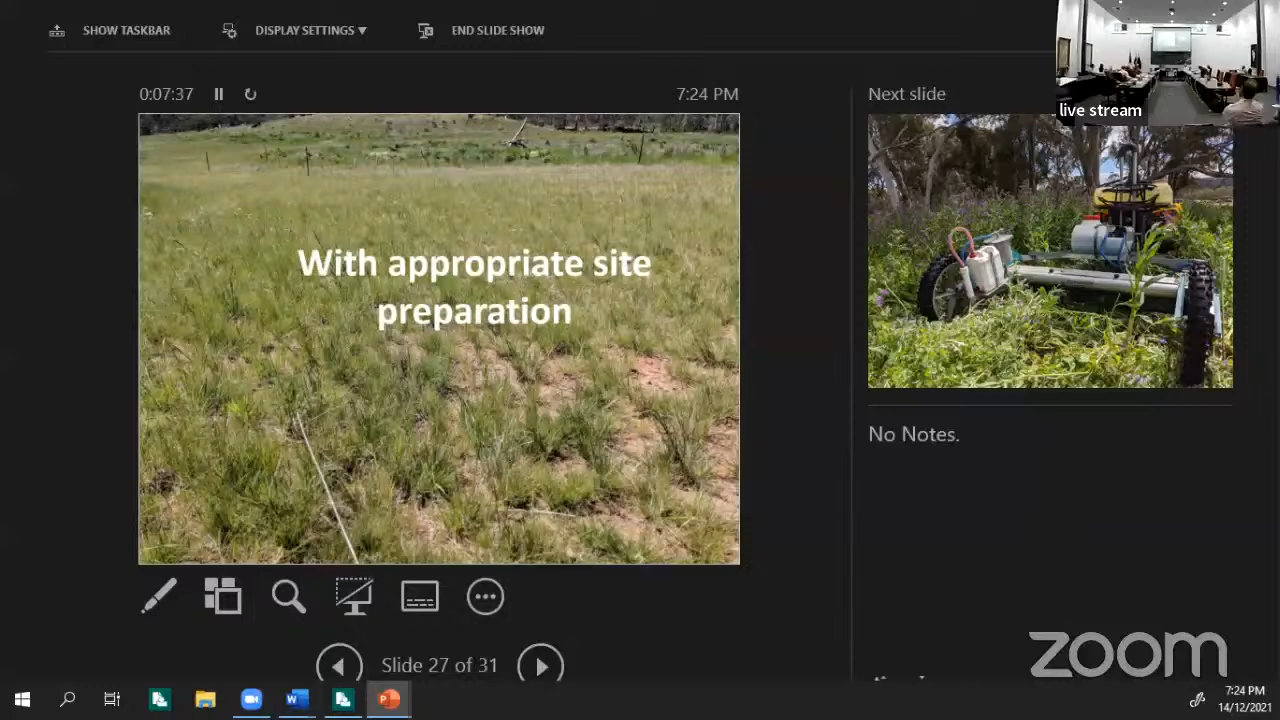 SHOW TASKBAR
DISPLAY SETTINGS ▼
END SLIDE SHOW
0:07:37
7:24 PM
Next slide
live stream
With appropriate site
preparation
No Notes.
Slide 27 of 31
zoom
W
P
7:24 PM
14/12/2021